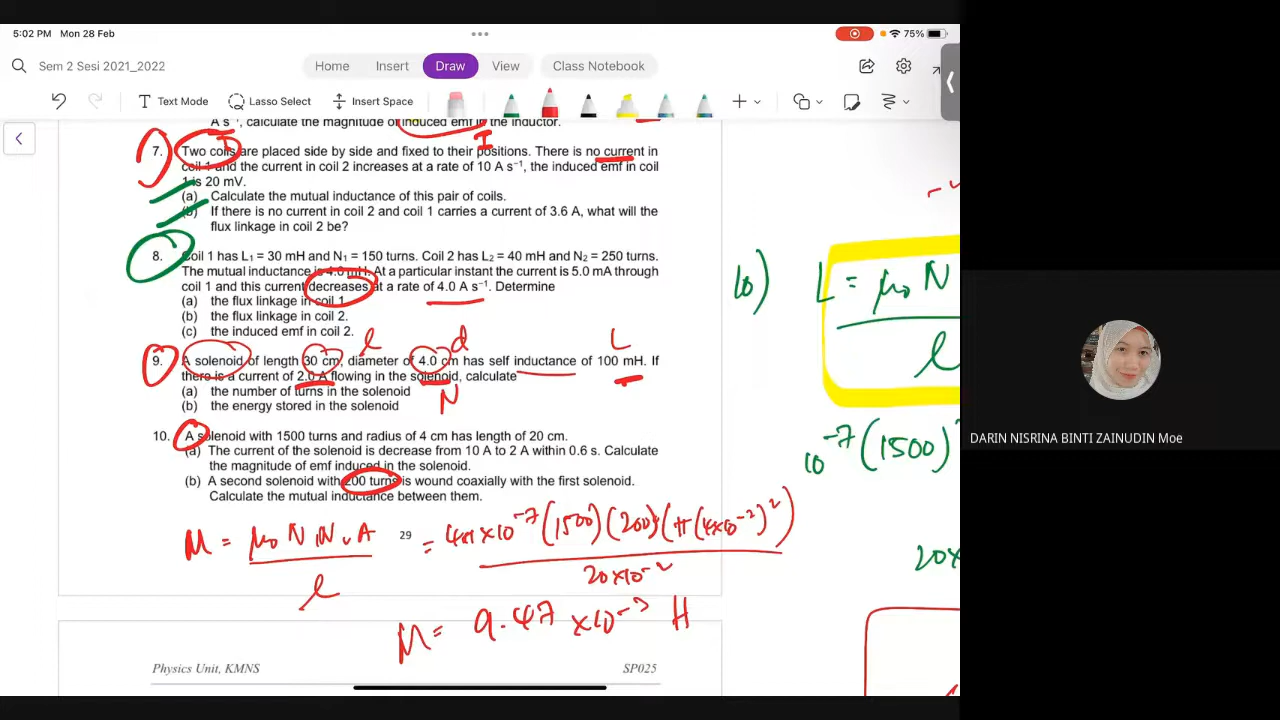 5:02 PM Mon 28 Feb
75%
Sem 2 Sesi 2021_2022
Home Insert Draw View Class Notebook
Text Mode Lasso Select Insert Space
A s⁻¹, calculate the magnitude of induced emf in the inductor.
I
7. Two coils are placed side by side and fixed to their positions. There is no current in
coil 1 and the current in coil 2 increases at a rate of 10 A s⁻¹, the induced emf in coil
1 is 20 mV.
(a) Calculate the mutual inductance of this pair of coils.
(b) If there is no current in coil 2 and coil 1 carries a current of 3.6 A, what will the
flux linkage in coil 2 be?
8. Coil 1 has L₁ = 30 mH and N₁ = 150 turns. Coil 2 has L₂ = 40 mH and N₂ = 250 turns.
The mutual inductance is 4.0 mH. At a particular instant the current is 5.0 mA through
coil 1 and this current decreases at a rate of 4.0 A s⁻¹. Determine
(a) the flux linkage in coil 1.
(b) the flux linkage in coil 2.
(c) the induced emf in coil 2.
l d L
9. A solenoid of length 30 cm, diameter of 4.0 cm has self inductance of 100 mH. If
there is a current of 2.0 A flowing in the solenoid, calculate
(a) the number of turns in the solenoid
N
(b) the energy stored in the solenoid
10. A solenoid with 1500 turns and radius of 4 cm has length of 20 cm.
(a) The current of the solenoid is decrease from 10 A to 2 A within 0.6 s. Calculate
the magnitude of emf induced in the solenoid.
(b) A second solenoid with 200 turns is wound coaxially with the first solenoid.
Calculate the mutual inductance between them.
29
M = μ₀ N₁N₂A / l = 4π×10⁻⁷(1500)(200)(π(4×10⁻²)²) / 20×10⁻²
M = 9.47 ×10⁻³ H
Physics Unit, KMNS SP025
10) L = μ₀ N
l
10⁻⁷(1500)
20×
DARIN NISRINA BINTI ZAINUDIN Moe